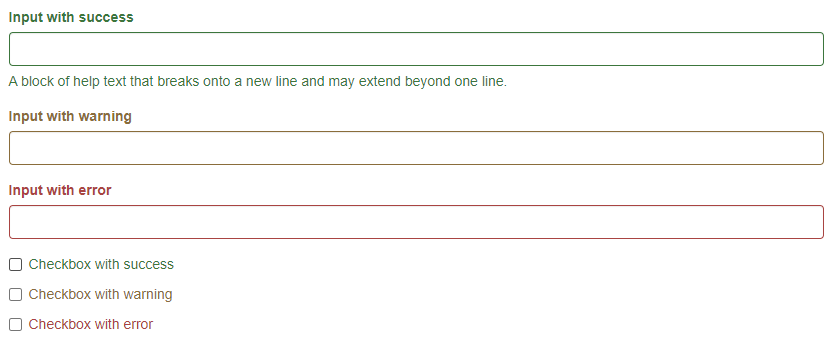 Input with success
A block of help text that breaks onto a new line and may extend beyond one line.
Input with warning
Input with error
Checkbox with success
Checkbox with warning
Checkbox with error